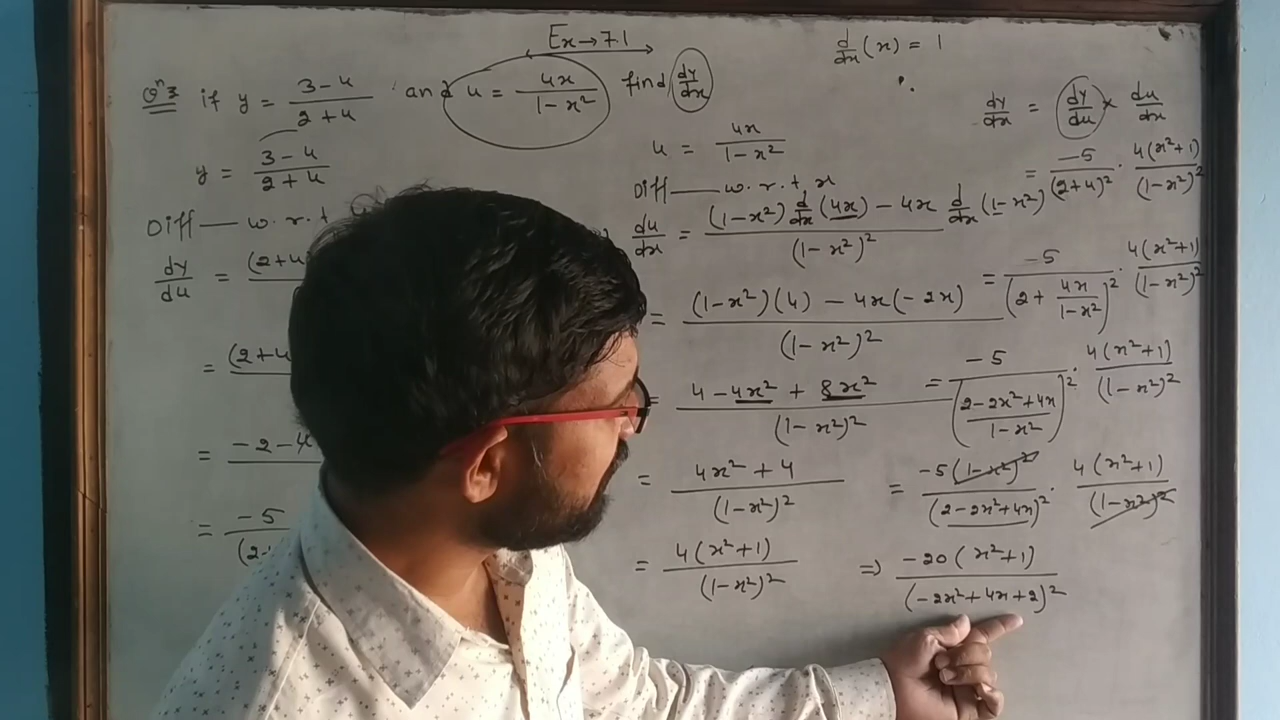 Ex→7.1
d/dx (x) = 1
Qⁿ3 if y = (3-u)/(2+u) and u = 4x/(1-x²) find dy/dx
y = (3-u)/(2+u)
Diff — w.r.t
dy/du = (2+u
= (2+u
= -2-u
= -5/(2+
u = 4x/(1-x²)
Diff — w.r.t x
du/dx = ((1-x²) d/dx (4x) - 4x d/dx (1-x²))/(1-x²)²
= ((1-x²)(4) - 4x(-2x))/(1-x²)²
= (4-4x² + 8x²)/(1-x²)²
= (4x² + 4)/(1-x²)²
= 4(x²+1)/(1-x²)²
dy/dx = dy/du × du/dx
= -5/(2+u)² · 4(x²+1)/(1-x²)²
= -5/(2 + 4x/(1-x²))² · 4(x²+1)/(1-x²)²
= -5/((2-2x²+4x)/(1-x²))² · 4(x²+1)/(1-x²)²
= -5(1-x²)²/(2-2x²+4x)² · 4(x²+1)/(1-x²)²
⇒ -20(x²+1)/(-2x²+4x+2)²